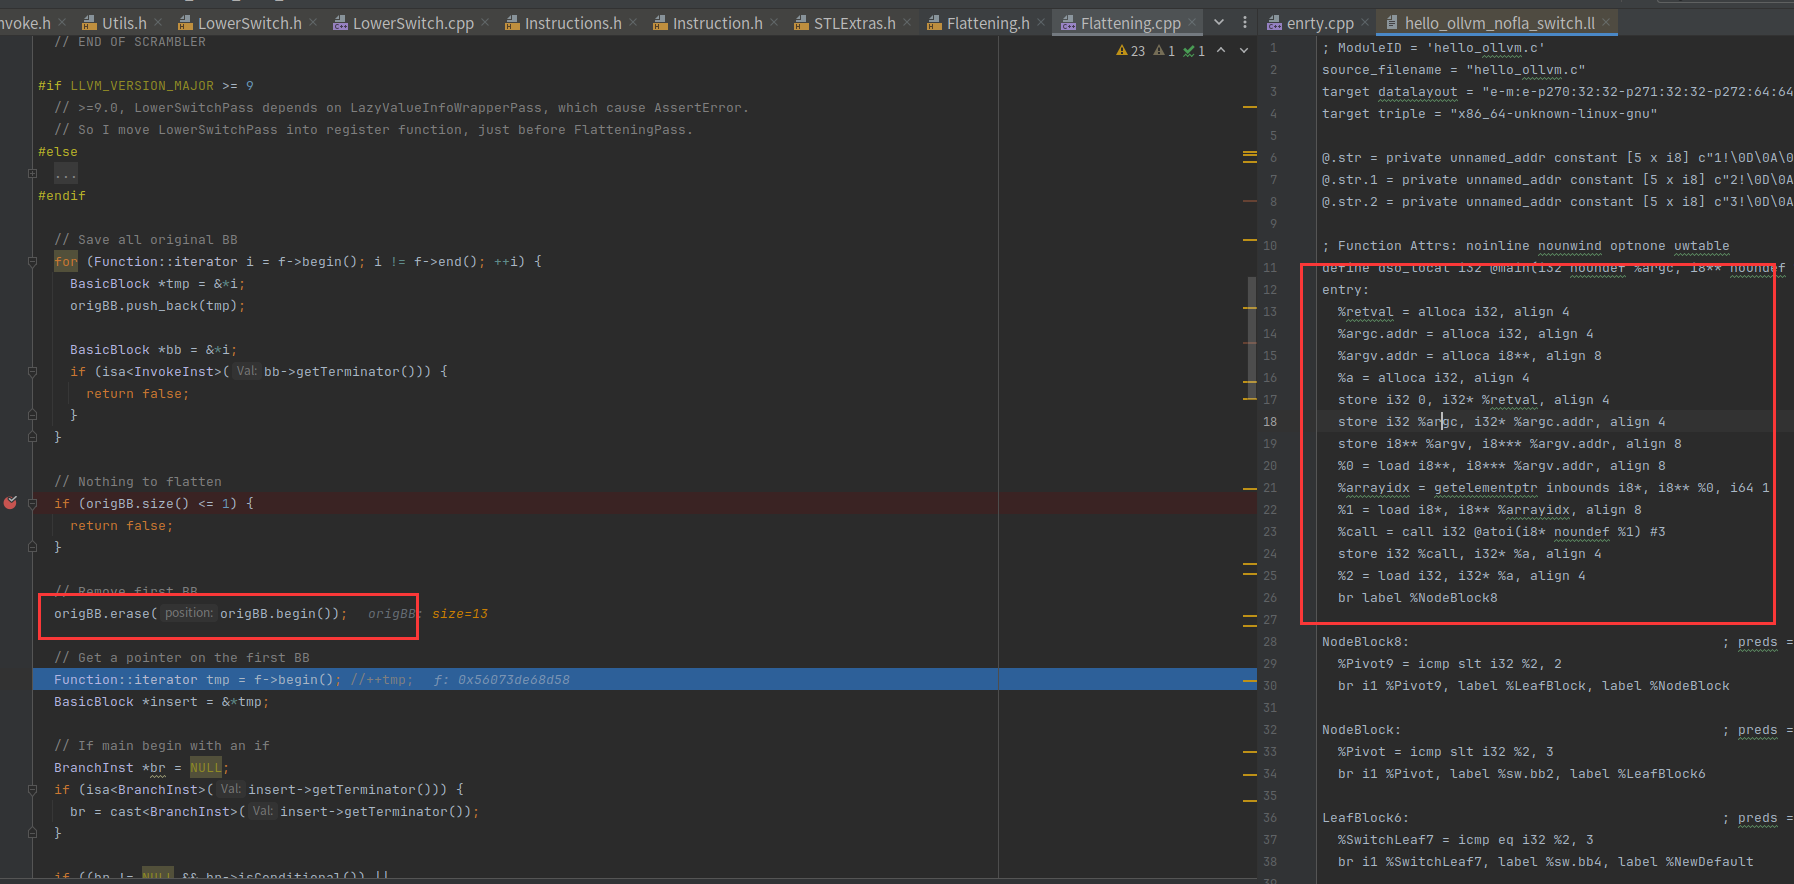 nvoke.h Utils.h LowerSwitch.h LowerSwitch.cpp Instructions.h Instruction.h STLExtras.h Flattening.h Flattening.cpp enrty.cpp hello_ollvm_nofla_switch.ll
// END OF SCRAMBLER
23 1 1
#if LLVM_VERSION_MAJOR >= 9
// >=9.0, LowerSwitchPass depends on LazyValueInfoWrapperPass, which cause AssertError.
// So I move LowerSwitchPass into register function, just before FlatteningPass.
#else
...
#endif
// Save all original BB
for (Function::iterator i = f->begin(); i != f->end(); ++i) {
BasicBlock *tmp = &*i;
origBB.push_back(tmp);
BasicBlock *bb = &*i;
if (isa<InvokeInst>( Val: bb->getTerminator())) {
return false;
}
}
// Nothing to flatten
if (origBB.size() <= 1) {
return false;
}
// Remove first BB
origBB.erase( position: origBB.begin()); origBB: size=13
// Get a pointer on the first BB
Function::iterator tmp = f->begin(); //++tmp; f: 0x56073de68d58
BasicBlock *insert = &*tmp;
// If main begin with an if
BranchInst *br = NULL;
if (isa<BranchInst>( Val: insert->getTerminator())) {
br = cast<BranchInst>( Val: insert->getTerminator());
}
if ((br != NULL && br->isConditional()) ||
1 ; ModuleID = 'hello_ollvm.c'
2 source_filename = "hello_ollvm.c"
3 target datalayout = "e-m:e-p270:32:32-p271:32:32-p272:64:64
4 target triple = "x86_64-unknown-linux-gnu"
5
6 @.str = private unnamed_addr constant [5 x i8] c"1!\0D\0A\0
7 @.str.1 = private unnamed_addr constant [5 x i8] c"2!\0D\0A
8 @.str.2 = private unnamed_addr constant [5 x i8] c"3!\0D\0A
9
10 ; Function Attrs: noinline nounwind optnone uwtable
11 define dso_local i32 @main(i32 noundef %argc, i8** noundef
12 entry:
13 %retval = alloca i32, align 4
14 %argc.addr = alloca i32, align 4
15 %argv.addr = alloca i8**, align 8
16 %a = alloca i32, align 4
17 store i32 0, i32* %retval, align 4
18 store i32 %argc, i32* %argc.addr, align 4
19 store i8** %argv, i8*** %argv.addr, align 8
20 %0 = load i8**, i8*** %argv.addr, align 8
21 %arrayidx = getelementptr inbounds i8*, i8** %0, i64 1
22 %1 = load i8*, i8** %arrayidx, align 8
23 %call = call i32 @atoi(i8* noundef %1) #3
24 store i32 %call, i32* %a, align 4
25 %2 = load i32, i32* %a, align 4
26 br label %NodeBlock8
27
28 NodeBlock8: ; preds =
29 %Pivot9 = icmp slt i32 %2, 2
30 br i1 %Pivot9, label %LeafBlock, label %NodeBlock
31
32 NodeBlock: ; preds =
33 %Pivot = icmp slt i32 %2, 3
34 br i1 %Pivot, label %sw.bb2, label %LeafBlock6
35
36 LeafBlock6: ; preds =
37 %SwitchLeaf7 = icmp eq i32 %2, 3
38 br i1 %SwitchLeaf7, label %sw.bb4, label %NewDefault
39